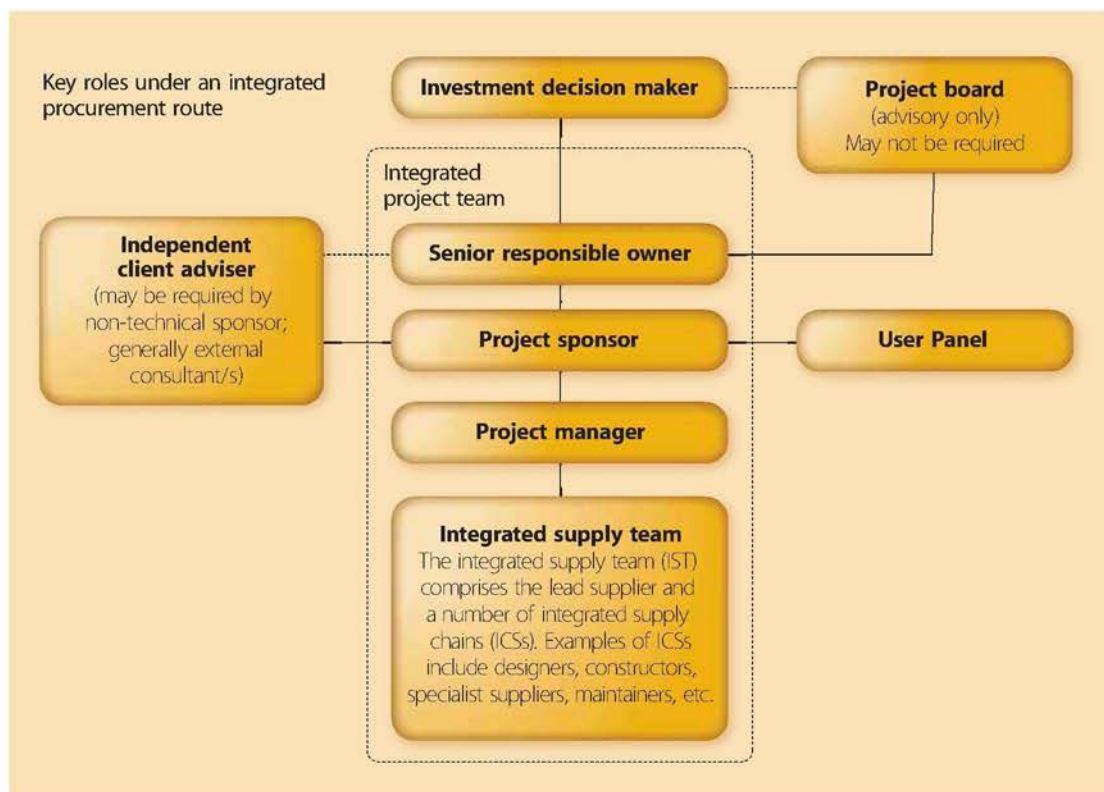 Key roles under an integrated
procurement route
Investment decision maker
Project board
(advisory only)
May not be required
Integrated
project team
Independent
client adviser
(may be required by
non-technical sponsor;
generally external
consultant/s)
Senior responsible owner
Project sponsor
User Panel
Project manager
Integrated supply team
The integrated supply team (IST)
comprises the lead supplier and
a number of integrated supply
chains (ICSs). Examples of ICSs
include designers, constructors,
specialist suppliers, maintainers, etc.